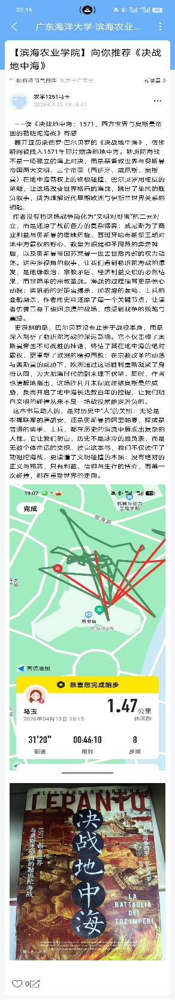 22:16
88
广东海洋大学·滨海农业...
【滨海农业学院】向你推荐《决战
地中海》
腹有诗书气自华 发表于广东省
阅读量 3
农学1251马玉
2026-04-13 19:16:41
——读《决战地中海：1571，西方世界与奥斯曼帝
国的勒班陀海战》有感
翻开亚历桑德罗·巴尔贝罗的《决战地中海》，仿佛
瞬间被拽入1571年那片燃烧的地中海。勒班陀海战
不是一场孤立的海上对决，而是基督教世界与奥斯曼
帝国两大文明、三个帝国（西班牙、威尼斯、奥斯
曼）在地中海霸权上的终极碰撞，巴尔贝罗用细腻的
笔触，让这场改变世界格局的海战，跳出了单纯的胜
负叙事，成为理解近代早期欧洲与伊斯兰世界关系的
钥匙。
作者没有将这场战争简化为“文明对野蛮”的二元对
立，而是还原了战前各方的复杂博弈：威尼斯为了商
业利益与奥斯曼的暧昧周旋、西班牙哈布斯堡王朝对
地中海霸权的野心、教皇为组建神圣同盟的奔走斡
旋，以及奥斯曼帝国苏莱曼一世去世后内部的权力动
荡。这种多视角的叙事，让我们看到勒班陀海战的爆
发，是地缘政治、宗教矛盾、经济利益交织的必然结
果，而非简单的宗教圣战。海战的过程描写更是惊心
动魄：桨帆船的近距离搏杀、加农炮的轰鸣、士兵的
登船厮杀，作者用史料还原了每一个关键节点，让读
者仿佛置身于硝烟弥漫的战场，感受到战争的残酷与
震撼。
更深刻的是，巴尔贝罗没有止步于战役本身，而是
深入剖析了勒班陀海战的深远影响。它不仅击碎了奥
斯曼帝国不可战胜的神话，终结了其在地中海的绝对
霸权，更重塑了欧洲的精神面貌：在宗教改革的动荡
与奥斯曼的威胁下，欧洲通过这场胜利重新凝聚了身
份认同，为大航海时代的到来埋下伏笔。同时，作者
也清醒地指出，这场胜利并未彻底终结奥斯曼的威
胁，反而开启了地中海长达数百年的拉锯，让我们明
白文明的碰撞从来不是一场战役就能定胜负的。
这本书最动人的，是对历史中“人”的关照：无论是
指挥联军的唐胡安，还是奥斯曼的阿里帕夏，抑或是
普通的桨手、士兵，都在历史的洪流中展现出复杂的
人性。它让我们明白，历史不是冰冷的胜负表，而是
无数个体命运的交织。读完这本书，我们不仅读懂了
勒班陀海战，更读懂了文明碰撞的本质：没有绝对的
正义与邪恶，只有利益、信仰与生存的博弈，而每一
次碰撞，都在重塑世界的走向。
19:02
完成
机械与动力
工程学院
图书馆
高德地图
恭喜您完成跑步
1.47公里
马玉
2026年04月13日 18:15
休闲跑
31'20"
00:46:10
8
配速
用时
步频
ALESSANDRO BARBERO
LEPANTO
决战地中海
1571，西方世界
与奥斯曼帝国的勒班陀海战
LA
BATTAGLIA
DEI
TRE IMPERI
0